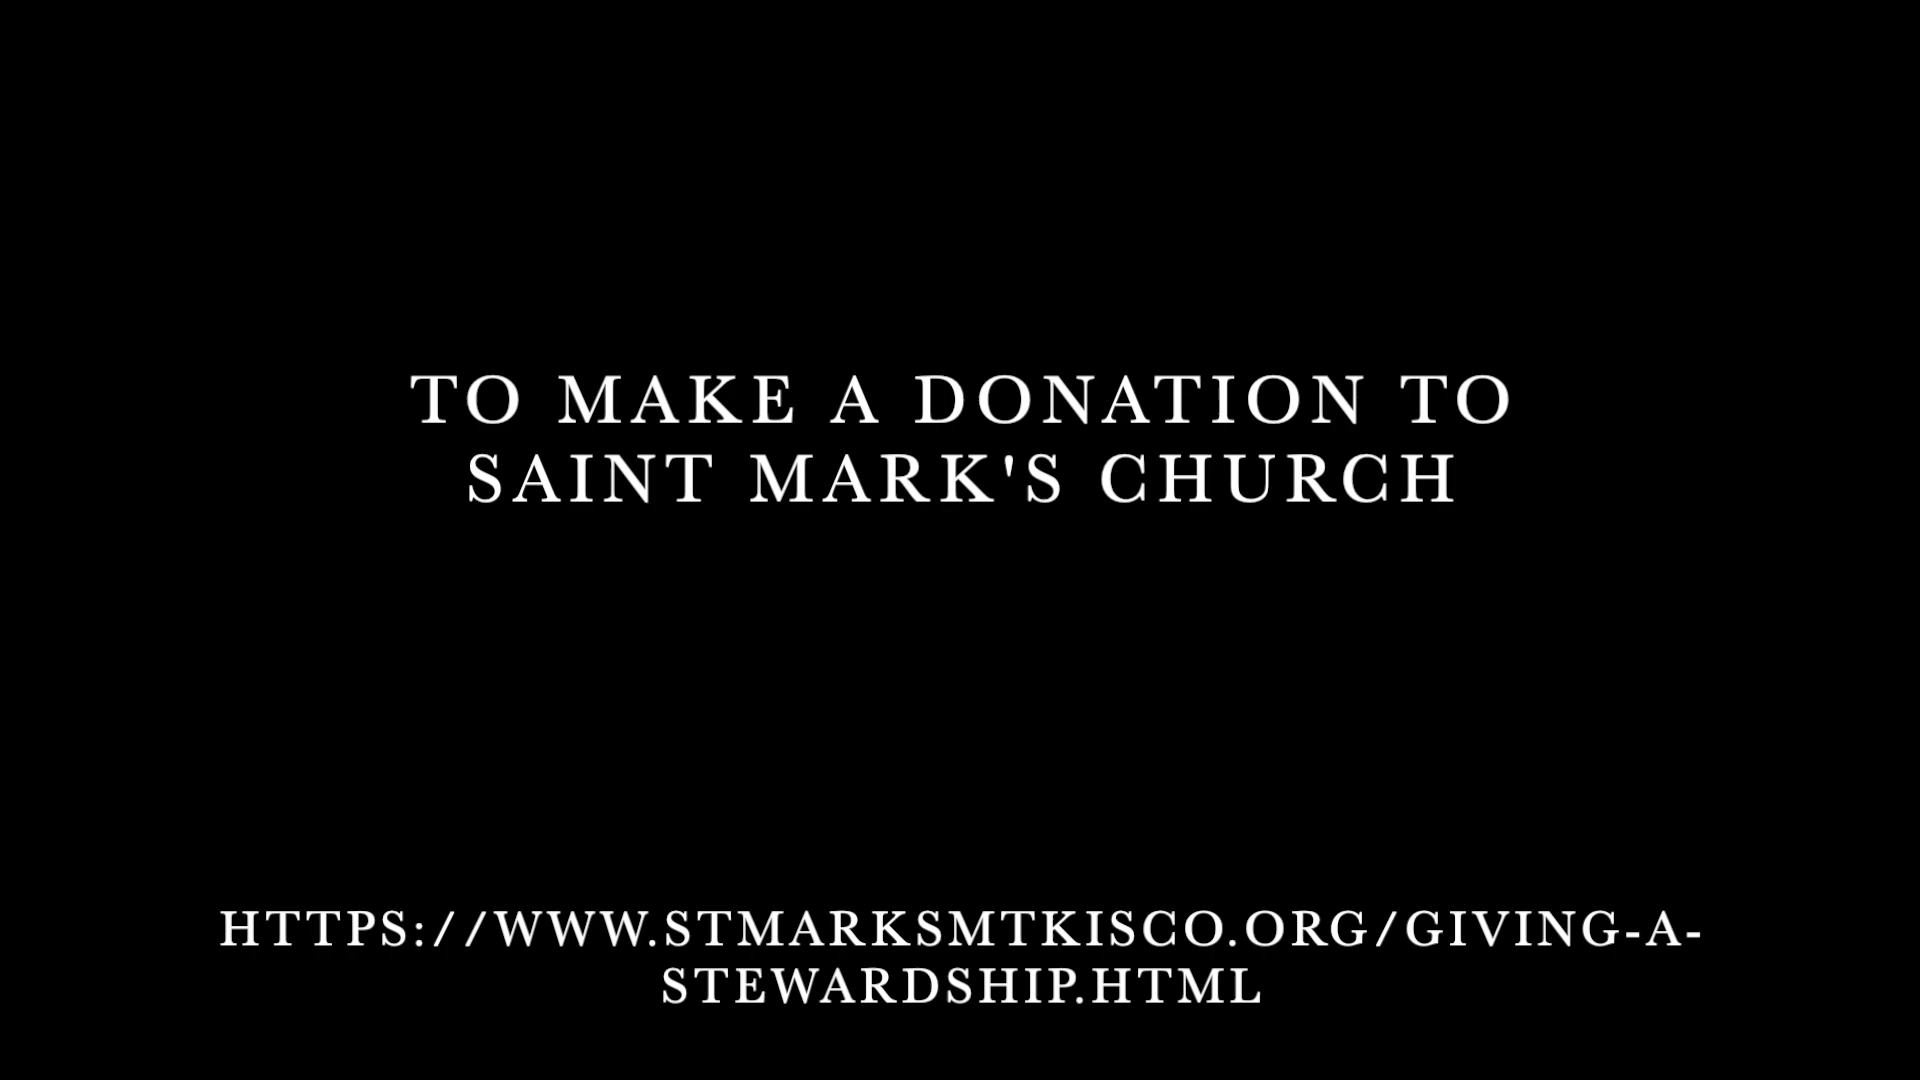 TO MAKE A DONATION TO
SAINT MARK'S CHURCH
HTTPS://WWW.STMARKSMTKISCO.ORG/GIVING-A-
STEWARDSHIP.HTML